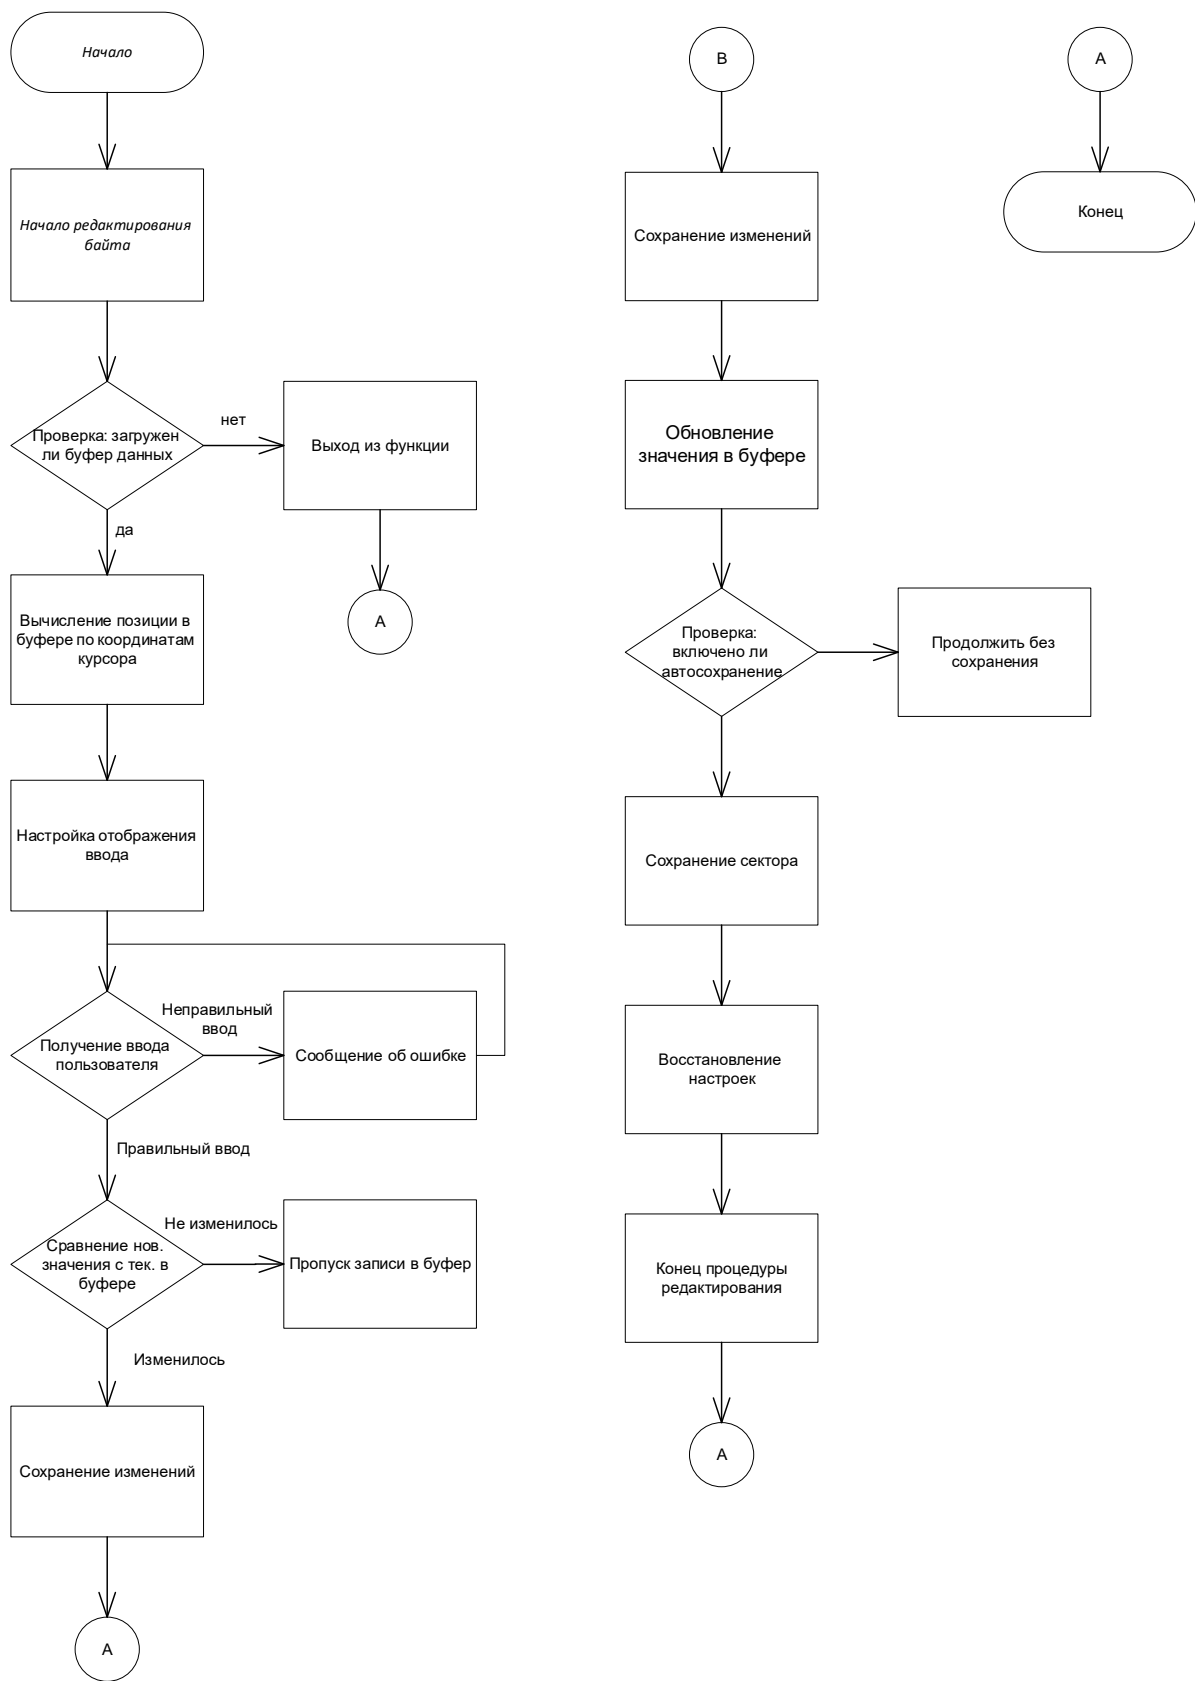 Начало
Начало редактирования
байта
Проверка: загружен
ли буфер данных
нет
Выход из функции
A
да
Вычисление позиции в
буфере по координатам
курсора
Настройка отображения
ввода
Получение ввода
пользователя
Неправильный
ввод
Сообщение об ошибке
Правильный ввод
Сравнение нов.
значения с тек. в
буфере
Не изменилось
Пропуск записи в буфер
Изменилось
Сохранение изменений
A
B
Сохранение изменений
Обновление
значения в буфере
Проверка:
включено ли
автосохранение
Продолжить без
сохранения
Сохранение сектора
Восстановление
настроек
Конец процедуры
редактирования
A
A
Конец